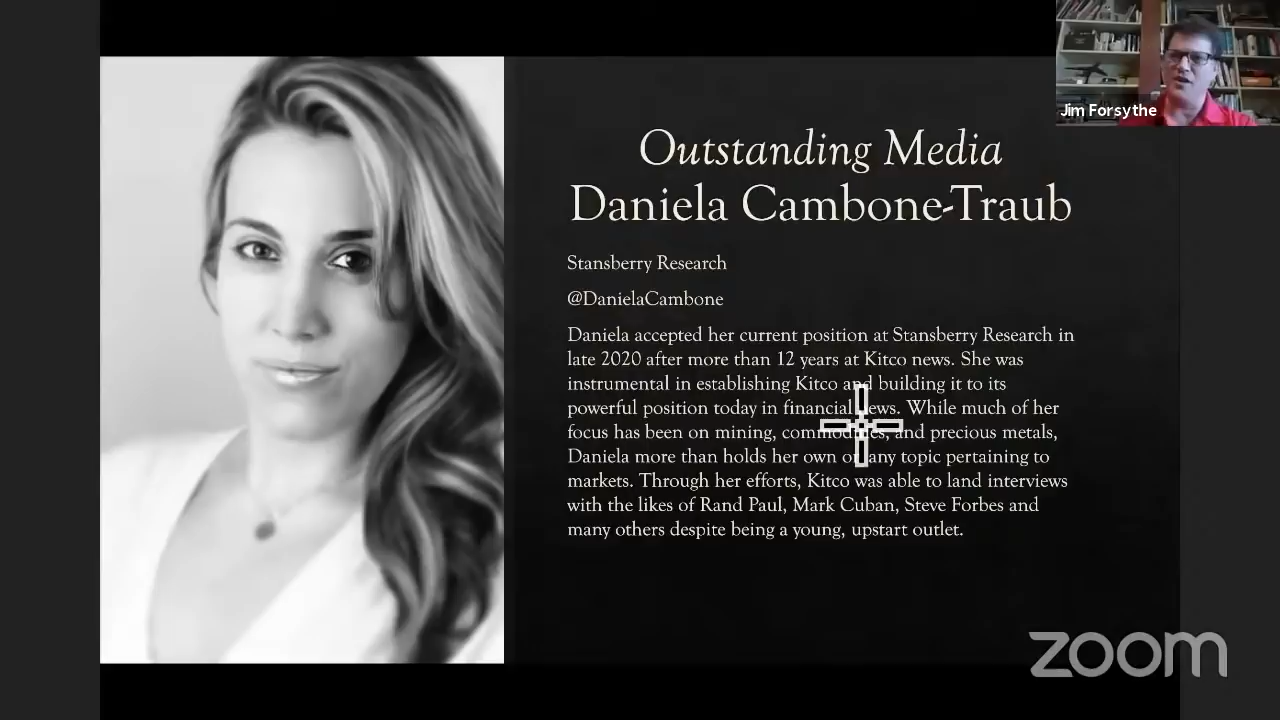 Jim Forsythe
Outstanding Media
Daniela Cambone-Traub
Stansberry Research
@DanielaCambone
Daniela accepted her current position at Stansberry Research in
late 2020 after more than 12 years at Kitco news. She was
instrumental in establishing Kitco and building it to its
powerful position today in financial news. While much of her
focus has been on mining, commodities, and precious metals,
Daniela more than holds her own on any topic pertaining to
markets. Through her efforts, Kitco was able to land interviews
with the likes of Rand Paul, Mark Cuban, Steve Forbes and
many others despite being a young, upstart outlet.
zoom